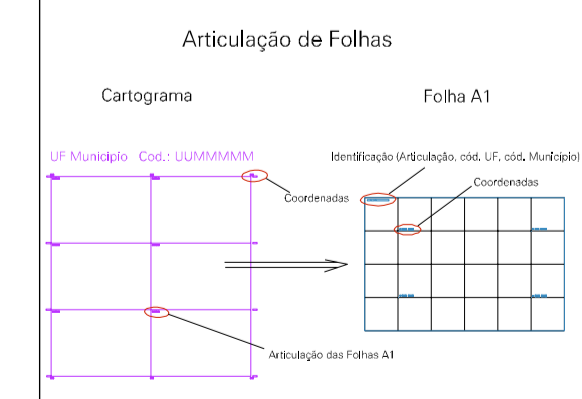 Articulação de Folhas
Cartograma
Folha A1
UF Municipio Cod.: UUMMMMM
Identificação (Articulação, cód. UF, cód. Município)
Coordenadas
Coordenadas
Articulação das Folhas A1